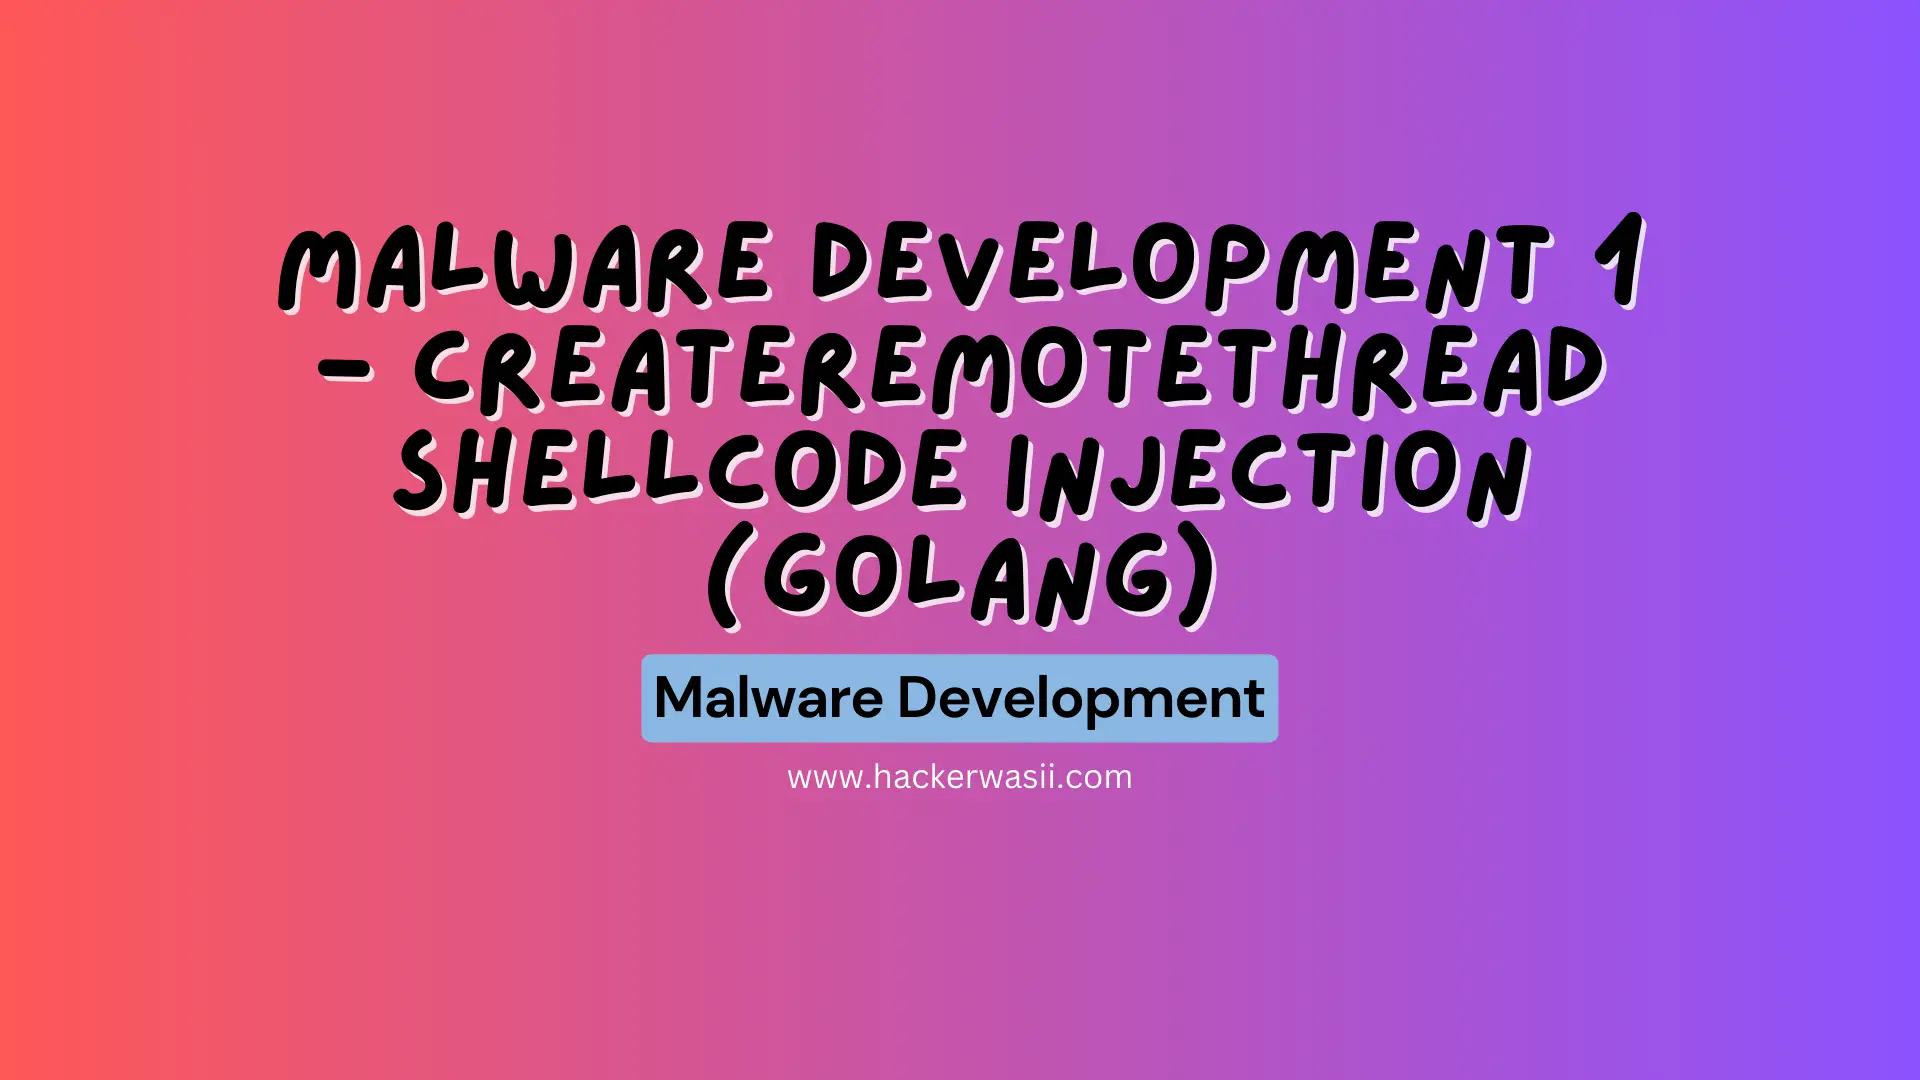 MALWARE DEVELOPMENT 1
- CREATEREMOTETHREAD
SHELLCODE INJECTION
(GOLANG)
Malware Development
www.hackerwasii.com